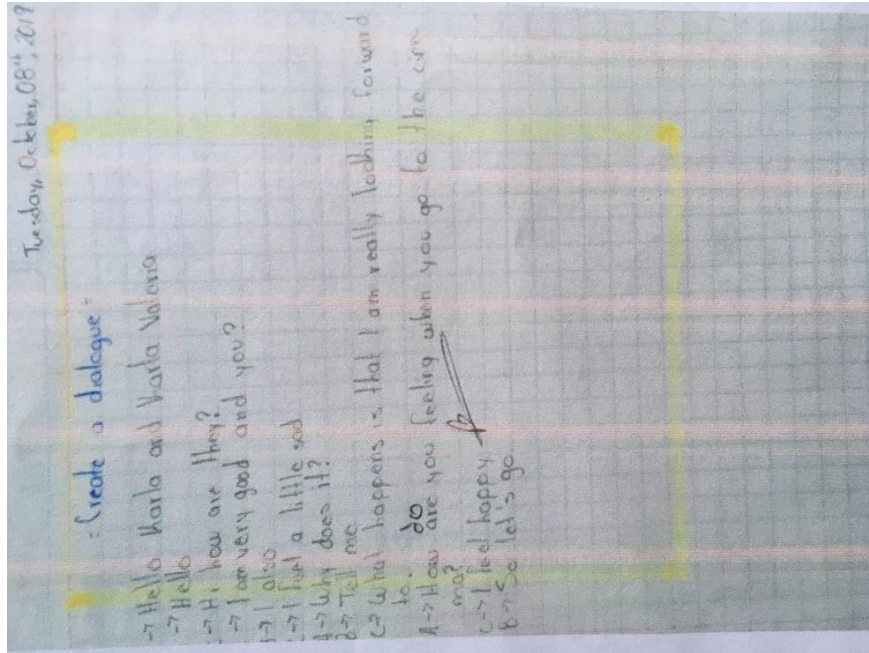 Tuesday, October, 08th, 2019
: Create a dialogue :
-> Hello Karla and Karla Valeria
-> Hello
-> Hi how are they?
-> I am very good and you?
-> I also
-> I feel a little sad
A-> Why does it?
B-> Tell me
C-> What happens is that I am really looking forward
to.
do
A-> How are you feeling when you go to the cine
ma?
C-> I feel happy.
B-> So let's go.